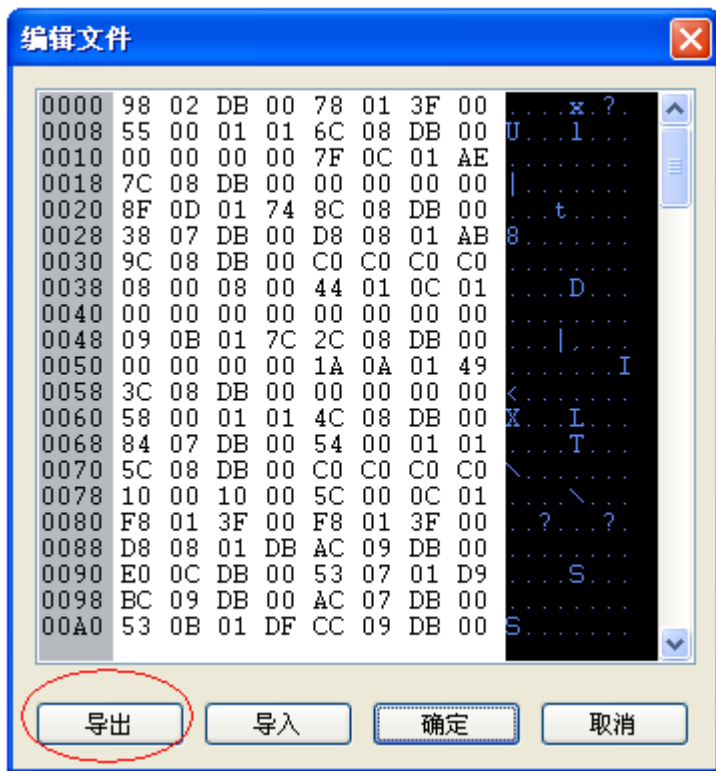 编辑文件
0000 98 02 DB 00 78 01 3F 00 ....x.?.
0008 55 00 01 01 6C 08 DB 00 U...l...
0010 00 00 00 00 7F 0C 01 AE ........
0018 7C 08 DB 00 00 00 00 00 |.......
0020 8F 0D 01 74 8C 08 DB 00 ...t....
0028 38 07 DB 00 D8 08 01 AB 8.......
0030 9C 08 DB 00 C0 C0 C0 C0 ........
0038 08 00 08 00 44 01 0C 01 ....D...
0040 00 00 00 00 00 00 00 00 ........
0048 09 0B 01 7C 2C 08 DB 00 ...|,...
0050 00 00 00 00 1A 0A 01 49 .......I
0058 3C 08 DB 00 00 00 00 00 <.......
0060 58 00 01 01 4C 08 DB 00 X...L...
0068 84 07 DB 00 54 00 01 01 ....T...
0070 5C 08 DB 00 C0 C0 C0 C0 \.......
0078 10 00 10 00 5C 00 0C 01 ....\...
0080 F8 01 3F 00 F8 01 3F 00 ..?...?.
0088 D8 08 01 DB AC 09 DB 00 ........
0090 E0 0C DB 00 53 07 01 D9 ....S...
0098 BC 09 DB 00 AC 07 DB 00 ........
00A0 53 0B 01 DF CC 09 DB 00 S.......
导出 导入 确定 取消